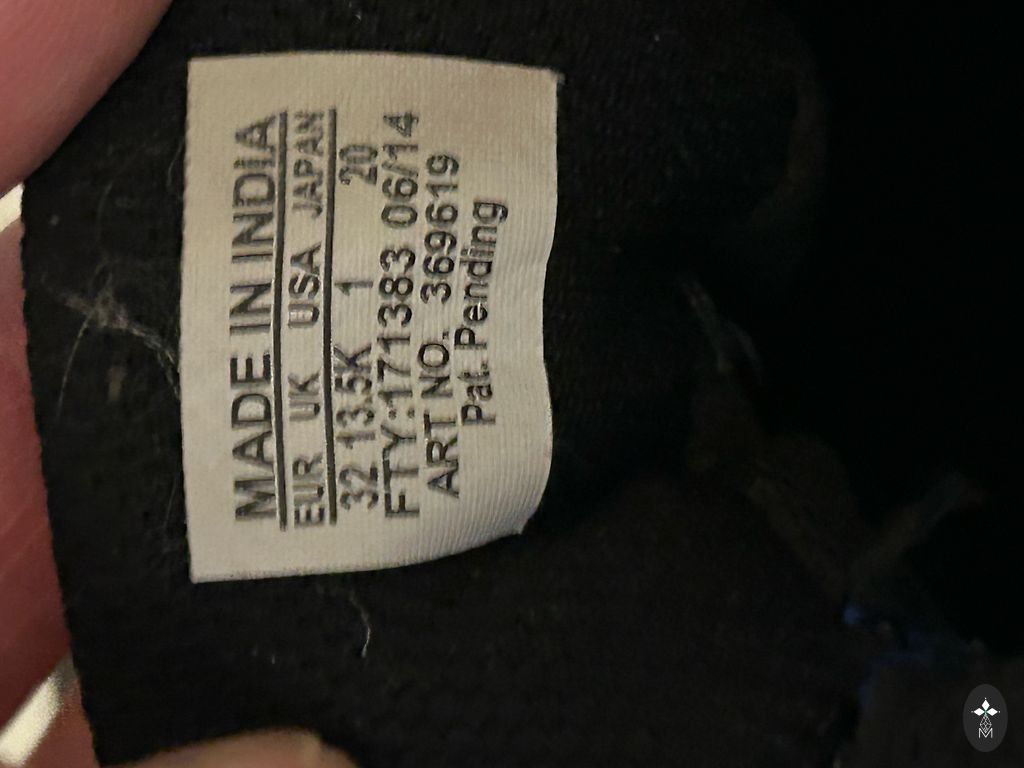 MADE IN INDIA
EUR UK USA JAPAN
32 13.5K 1 20
FTY:171383 06/14
ART NO. 369619
Pat. Pending
M